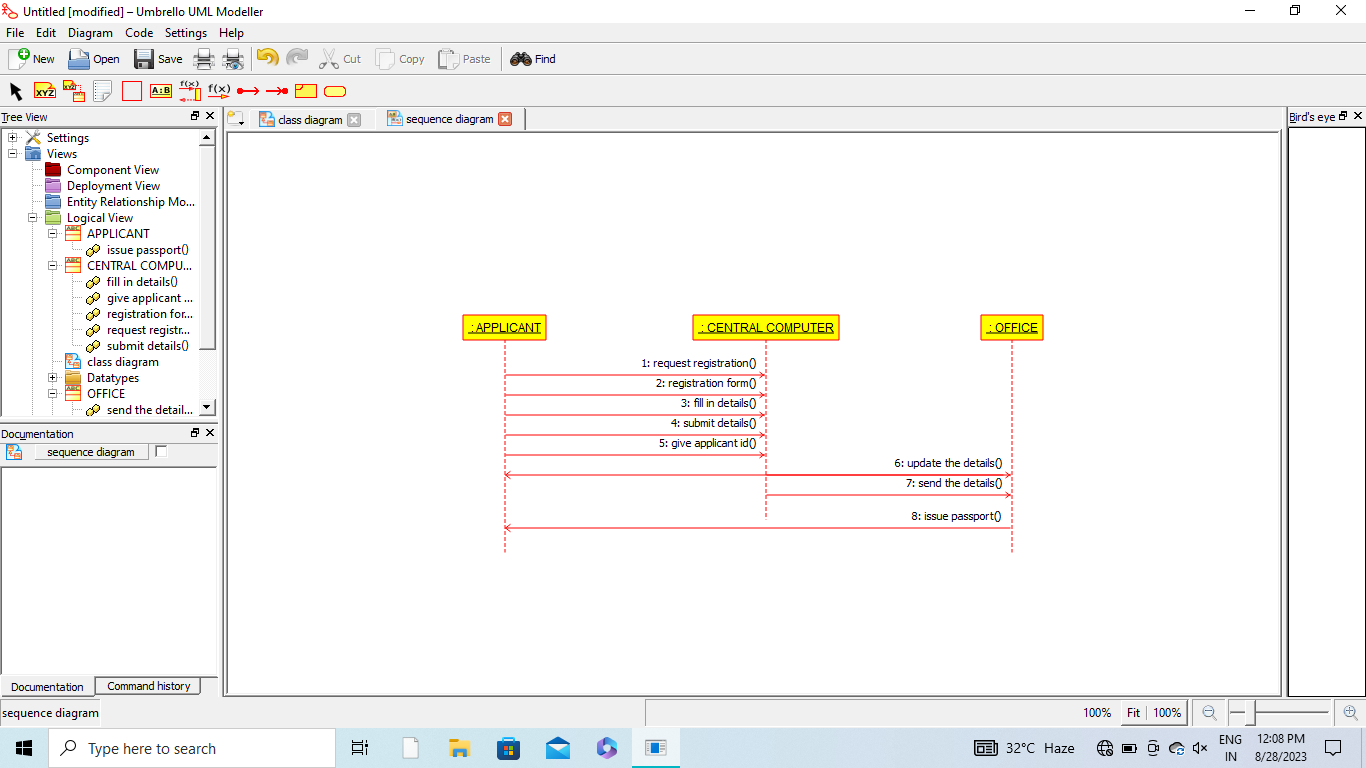 Untitled [modified] – Umbrello UML Modeller
File Edit Diagram Code Settings Help
New Open Save Cut Copy Paste Find
XYZ XYZ A:B f(x) f(x)
Tree View
class diagram
sequence diagram
Bird's eye
Settings
Views
Component View
Deployment View
Entity Relationship Mo...
Logical View
ABC APPLICANT
issue passport()
ABC CENTRAL COMPU...
fill in details()
give applicant ...
registration for...
request registr...
submit details()
class diagram
Datatypes
ABC OFFICE
send the detail...
Documentation
sequence diagram
Documentation
Command history
: APPLICANT
: CENTRAL COMPUTER
: OFFICE
1: request registration()
2: registration form()
3: fill in details()
4: submit details()
5: give applicant id()
6: update the details()
7: send the details()
8: issue passport()
sequence diagram
100% Fit 100%
Type here to search
32°C Haze
ENG
IN
12:08 PM
8/28/2023